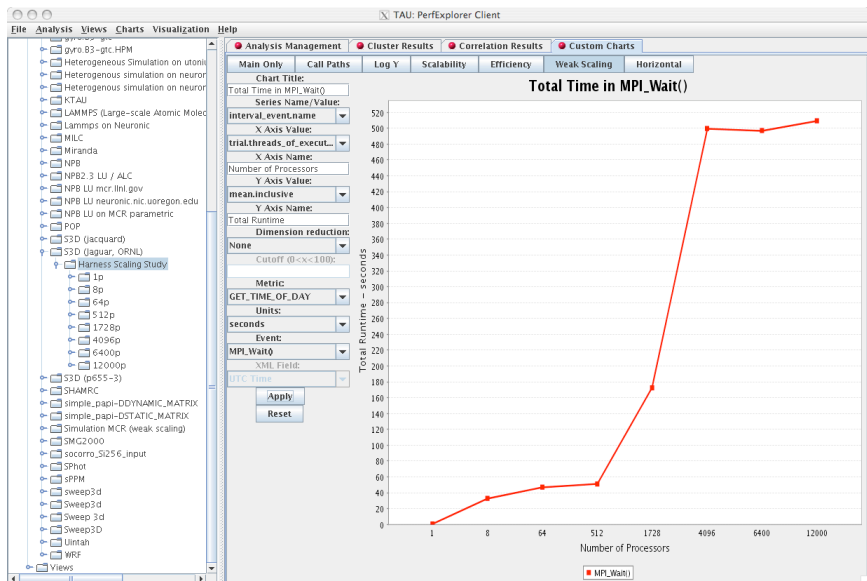 TAU: PerfExplorer Client
File Analysis Views Charts Visualization Help
gyro.B3-gtc.HPM
Heterogeneous Simulation on utoni
Heterogeneous simulation on neuron
Heterogeneous simulation on neuron
KTAU
LAMMPS (Large-scale Atomic Molec
Lammps on Neuronic
MILC
Miranda
NPB
NPB2.3 LU / ALC
NPB LU mcr.llnl.gov
NPB LU neuronic.nic.uoregon.edu
NPB LU on MCR parametric
POP
S3D (jacquard)
S3D (Jaguar, ORNL)
Harness Scaling Study
1p
8p
64p
512p
1728p
4096p
6400p
12000p
S3D (p655-3)
SHAMRC
simple_papi-DDYNAMIC_MATRIX
simple_papi-DSTATIC_MATRIX
Simulation MCR (weak scaling)
SMG2000
socorro_Si256_input
SPhot
sPPM
sweep3d
Sweep3d
Sweep 3d
Sweep3D
Uintah
WRF
Views
Analysis Management Cluster Results Correlation Results Custom Charts
Main Only Call Paths Log Y Scalability Efficiency Weak Scaling Horizontal
Chart Title:
Total Time in MPI_Wait()
Series Name/Value:
interval_event.name
X Axis Value:
trial.threads_of_execut...
X Axis Name:
Number of Processors
Y Axis Value:
mean.inclusive
Y Axis Name:
Total Runtime
Dimension reduction:
None
Cutoff (0<x<100):
Metric:
GET_TIME_OF_DAY
Units:
seconds
Event:
MPI_Wait()
XML Field:
UTC Time
Apply
Reset
Total Time in MPI_Wait()
Total Runtime - seconds
520
500
480
460
440
420
400
380
360
340
320
300
280
260
240
220
200
180
160
140
120
100
80
60
40
20
0
1 8 64 512 1728 4096 6400 12000
Number of Processors
MPI_Wait()